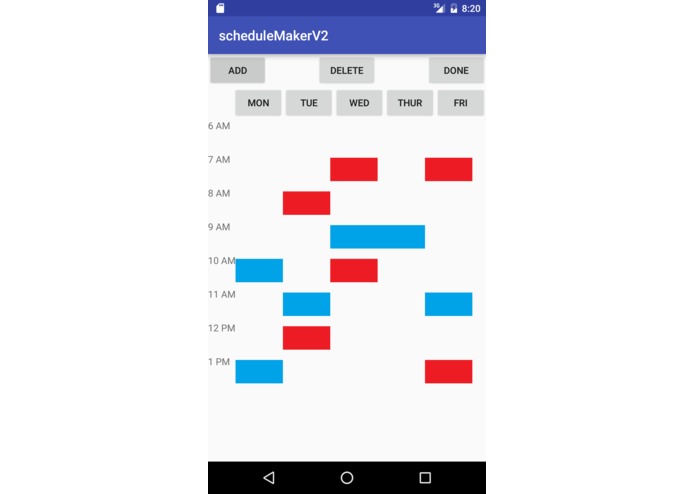 3G 8:20
scheduleMakerV2
ADD DELETE DONE
MON TUE WED THUR FRI
6 AM
7 AM
8 AM
9 AM
10 AM
11 AM
12 PM
1 PM